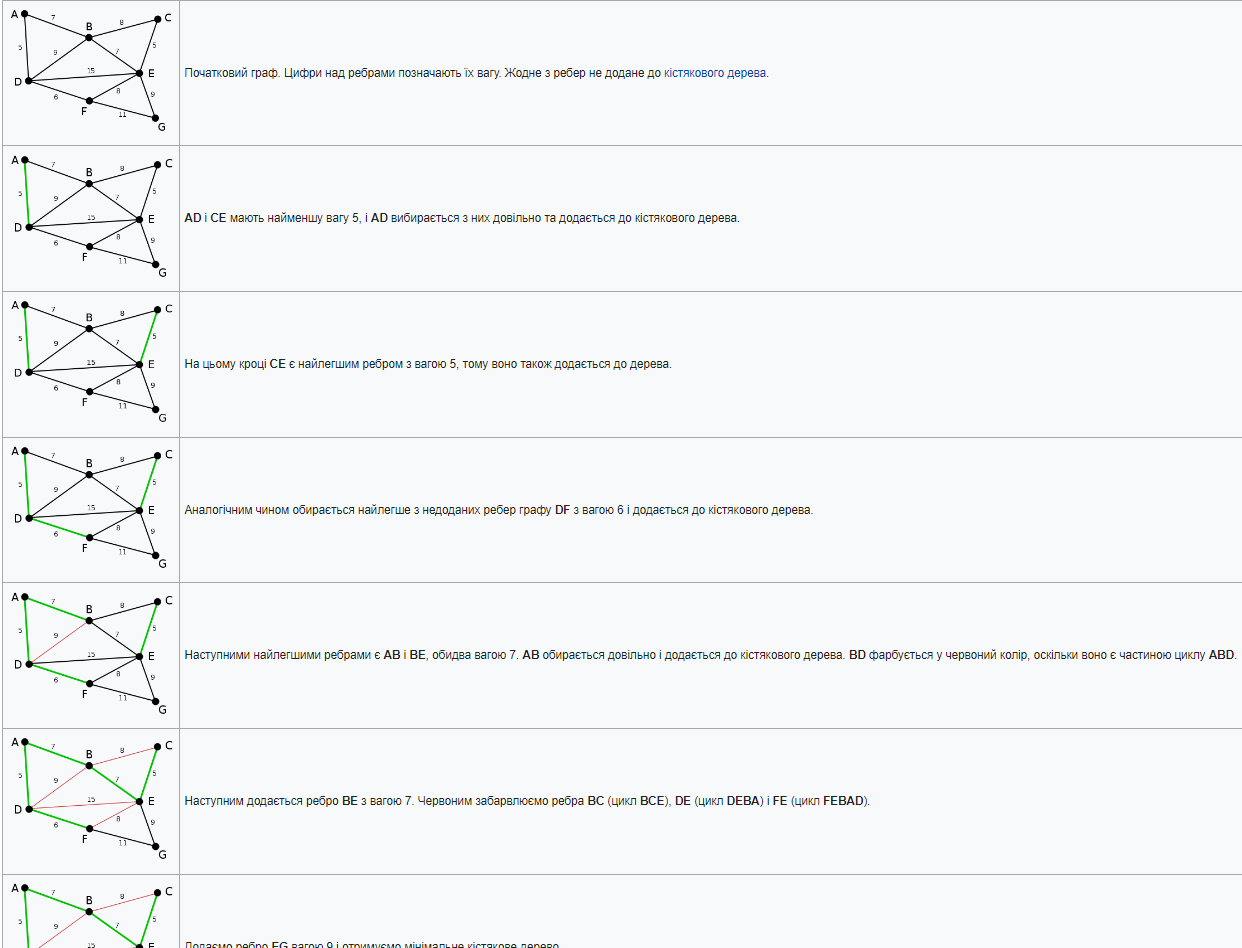 A 7 8 C
B
5 9 7 5
15
D E
6 8 9
F 11
G
Початковий граф. Цифри над ребрами позначають їх вагу. Жодне з ребер не додане до кістякового дерева.
A 7 8 C
B
5 9 7 5
15
D E
6 8 9
F 11
G
AD і CE мають найменшу вагу 5, і AD вибирається з них довільно та додається до кістякового дерева.
A 7 8 C
B
5 9 7 5
15
D E
6 8 9
F 11
G
На цьому кроці CE є найлегшим ребром з вагою 5, тому воно також додається до дерева.
A 7 8 C
B
5 9 7 5
15
D E
6 8 9
F 11
G
Аналогічним чином обирається найлегше з недоданих ребер графу DF з вагою 6 і додається до кістякового дерева.
A 7 8 C
B
5 9 7 5
15
D E
6 8 9
F 11
G
Наступними найлегшими ребрами є AB і BE, обидва вагою 7. AB обирається довільно і додається до кістякового дерева. BD фарбується у червоний колір, оскільки воно є частиною циклу ABD.
A 7 8 C
B
5 9 7 5
15
D E
6 8 9
F 11
G
Наступним додається ребро BE з вагою 7. Червоним забарвлюємо ребра BC (цикл BCE), DE (цикл DEBA) і FE (цикл FEBAD).
A 7 8 C
B
5 9 7 5
15
E
Додаємо ребро EG вагою 9 і отримуємо мінімальне кістякове дерево.